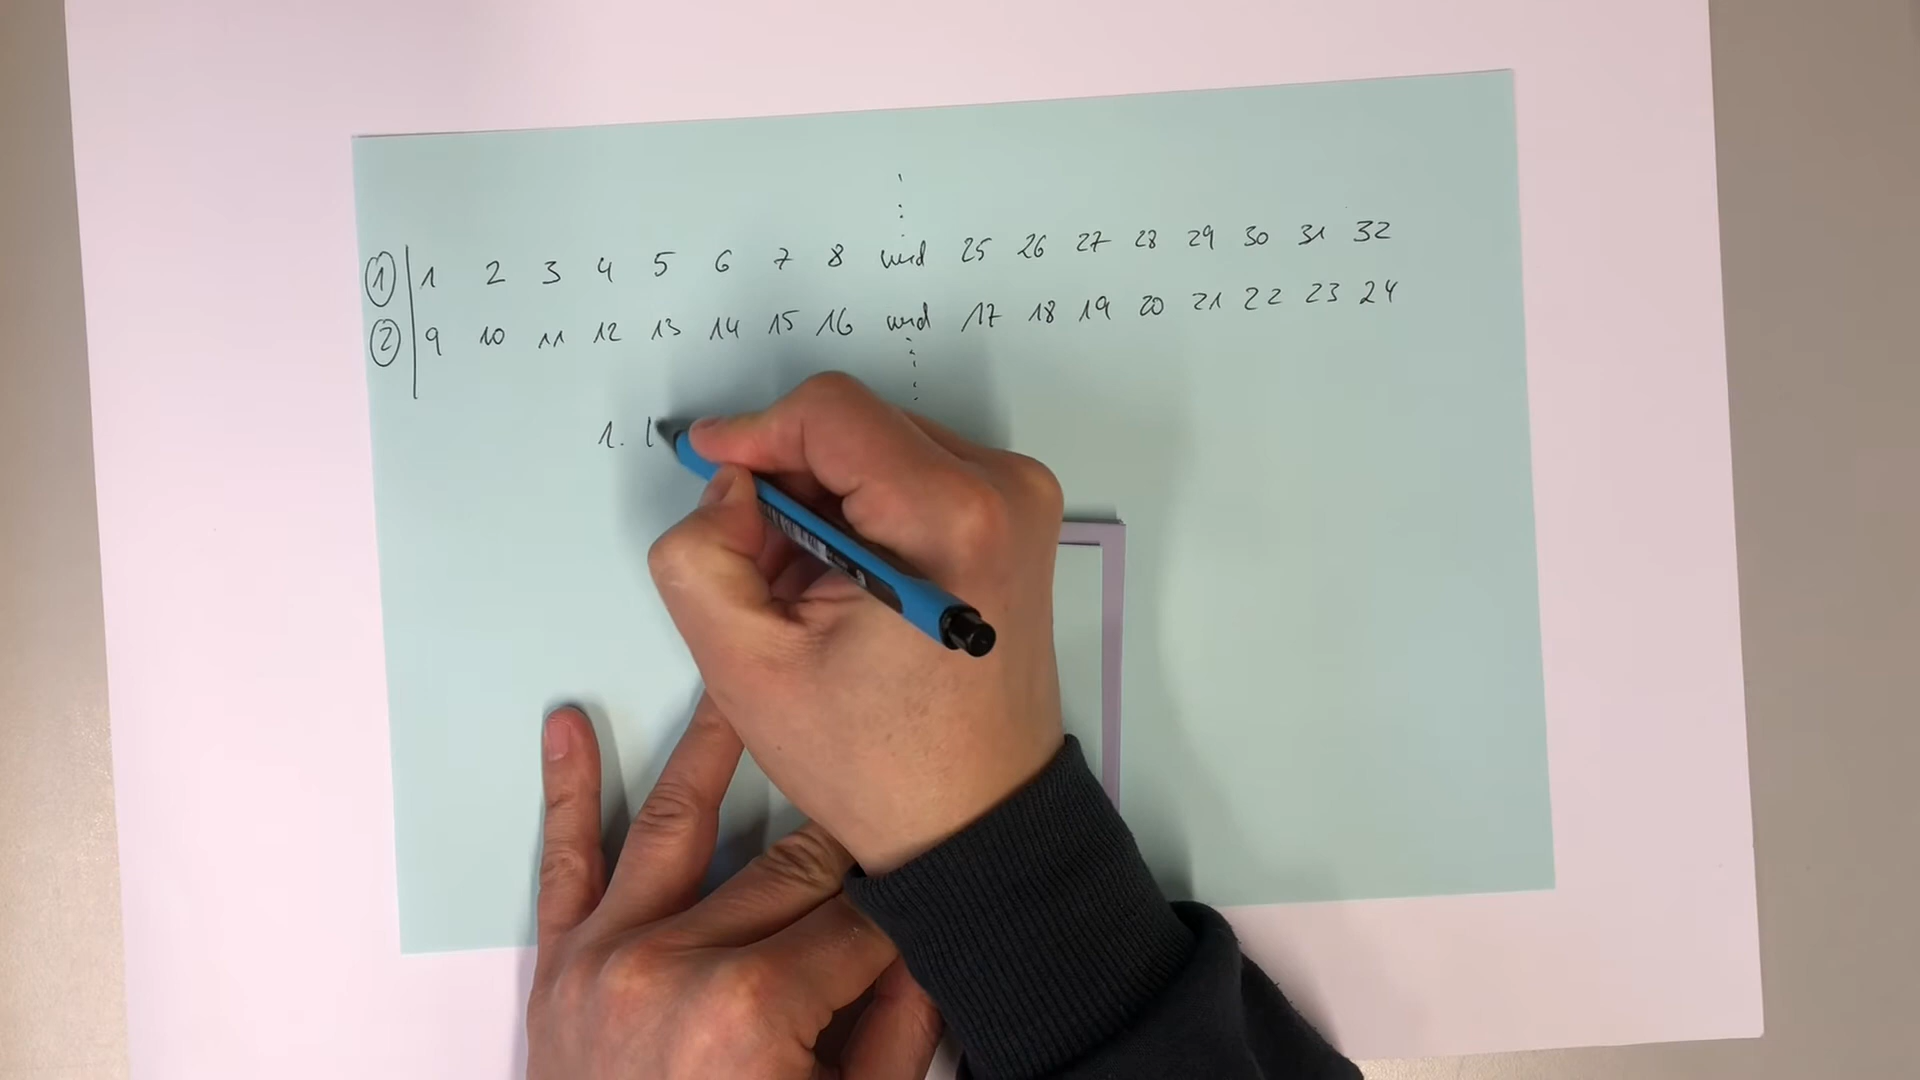 ① 1 2 3 4 5 6 7 8 und 25 26 27 28 29 30 31 32
② 9 10 11 12 13 14 15 16 und 17 18 19 20 21 22 23 24
1.